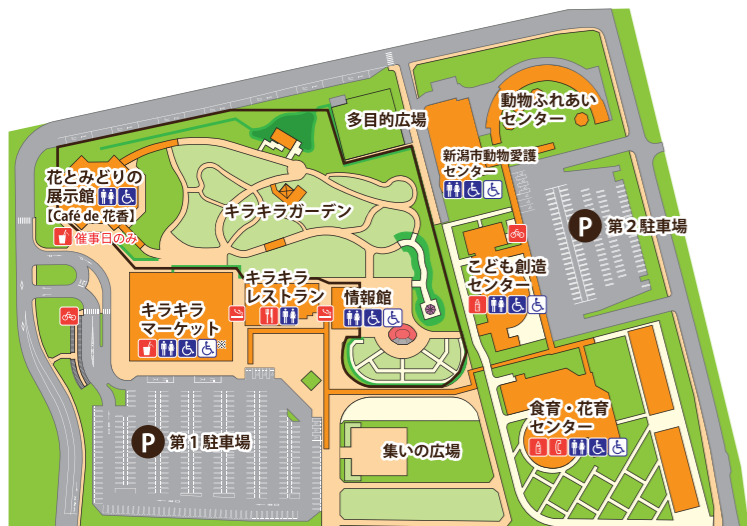 動物ふれあい
センター
多目的広場
新潟市動物愛護
センター
花とみどりの
展示館
【Café de 花香】
催事日のみ
キラキラガーデン
P 第2駐車場
こども創造
センター
キラキラ
レストラン
情報館
キラキラ
マーケット
食育・花育
センター
P 第1駐車場
集いの広場